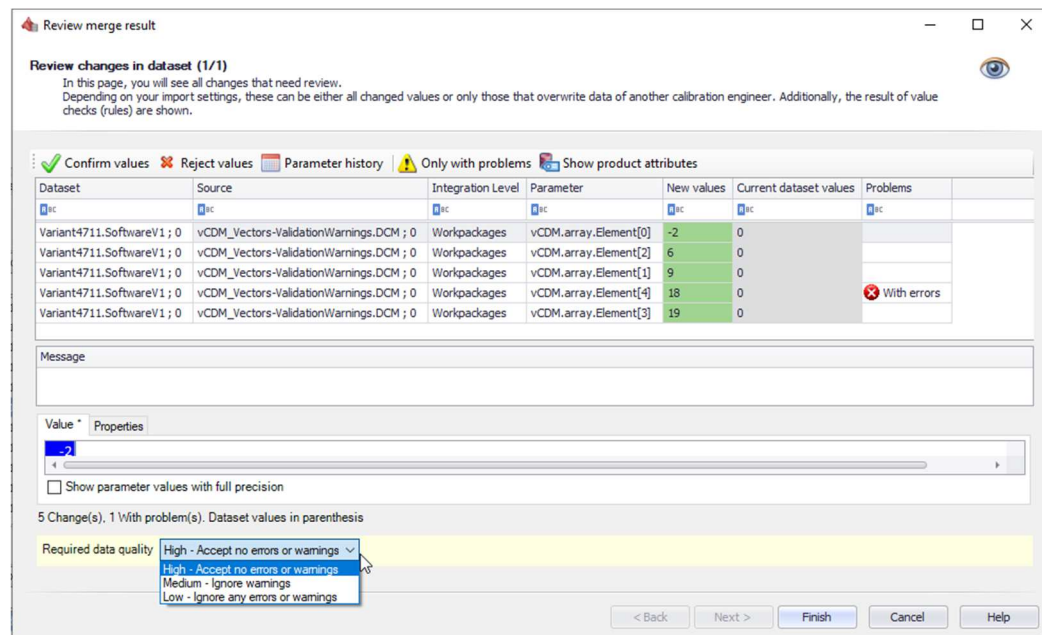 Review merge result
Review changes in dataset (1/1)
In this page, you will see all changes that need review.
Depending on your import settings, these can be either all changed values or only those that overwrite data of another calibration engineer. Additionally, the result of value
checks (rules) are shown.
Confirm values Reject values Parameter history Only with problems Show product attributes
Dataset Source Integration Level Parameter New values Current dataset values Problems
Variant4711.SoftwareV1 ; 0 vCDM_Vectors-ValidationWarnings.DCM ; 0 Workpackages vCDM.array.Element[0] -2 0
Variant4711.SoftwareV1 ; 0 vCDM_Vectors-ValidationWarnings.DCM ; 0 Workpackages vCDM.array.Element[2] 6 0
Variant4711.SoftwareV1 ; 0 vCDM_Vectors-ValidationWarnings.DCM ; 0 Workpackages vCDM.array.Element[1] 9 0
Variant4711.SoftwareV1 ; 0 vCDM_Vectors-ValidationWarnings.DCM ; 0 Workpackages vCDM.array.Element[4] 18 0 With errors
Variant4711.SoftwareV1 ; 0 vCDM_Vectors-ValidationWarnings.DCM ; 0 Workpackages vCDM.array.Element[3] 19 0
Message
Value * Properties
-2
Show parameter values with full precision
5 Change(s), 1 With problem(s). Dataset values in parenthesis
Required data quality High - Accept no errors or warnings
High - Accept no errors or warnings
Medium - Ignore warnings
Low - Ignore any errors or warnings
< Back Next > Finish Cancel Help